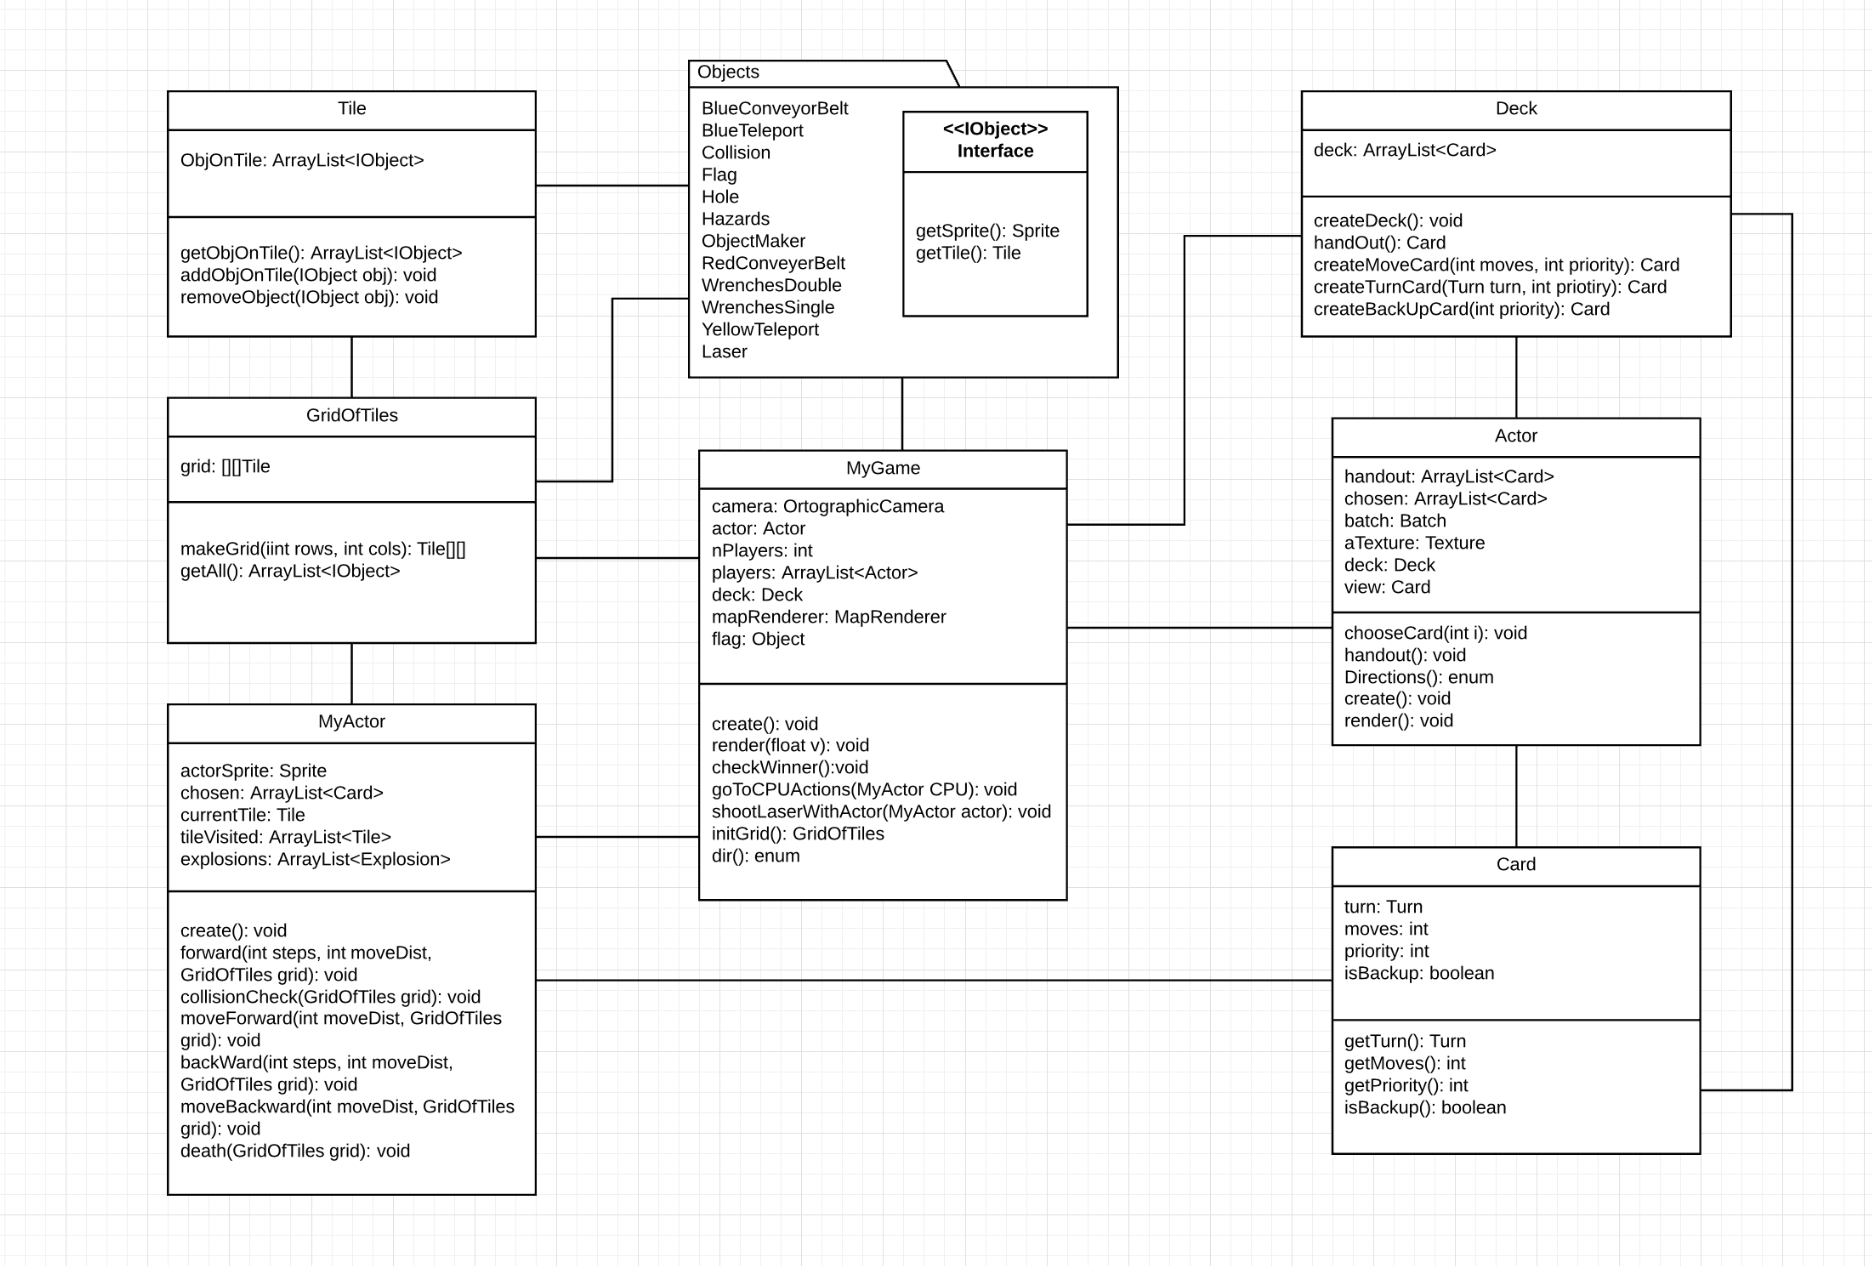 Tile
ObjOnTile: ArrayList<IObject>
getObjOnTile(): ArrayList<IObject>
addObjOnTile(IObject obj): void
removeObject(IObject obj): void
GridOfTiles
grid: [][]Tile
makeGrid(iint rows, int cols): Tile[][]
getAll(): ArrayList<IObject>
MyActor
actorSprite: Sprite
chosen: ArrayList<Card>
currentTile: Tile
tileVisited: ArrayList<Tile>
explosions: ArrayList<Explosion>
create(): void
forward(int steps, int moveDist,
GridOfTiles grid): void
collisionCheck(GridOfTiles grid): void
moveForward(int moveDist, GridOfTiles
grid): void
backWard(int steps, int moveDist,
GridOfTiles grid): void
moveBackward(int moveDist, GridOfTiles
grid): void
death(GridOfTiles grid): void
Objects
BlueConveyorBelt
BlueTeleport
Collision
Flag
Hole
Hazards
ObjectMaker
RedConveyerBelt
WrenchesDouble
WrenchesSingle
YellowTeleport
Laser
<<IObject>>
Interface
getSprite(): Sprite
getTile(): Tile
MyGame
camera: OrtographicCamera
actor: Actor
nPlayers: int
players: ArrayList<Actor>
deck: Deck
mapRenderer: MapRenderer
flag: Object
create(): void
render(float v): void
checkWinner():void
goToCPUActions(MyActor CPU): void
shootLaserWithActor(MyActor actor): void
initGrid(): GridOfTiles
dir(): enum
Deck
deck: ArrayList<Card>
createDeck(): void
handOut(): Card
createMoveCard(int moves, int priority): Card
createTurnCard(Turn turn, int priotiry): Card
createBackUpCard(int priority): Card
Actor
handout: ArrayList<Card>
chosen: ArrayList<Card>
batch: Batch
aTexture: Texture
deck: Deck
view: Card
chooseCard(int i): void
handout(): void
Directions(): enum
create(): void
render(): void
Card
turn: Turn
moves: int
priority: int
isBackup: boolean
getTurn(): Turn
getMoves(): int
getPriority(): int
isBackup(): boolean